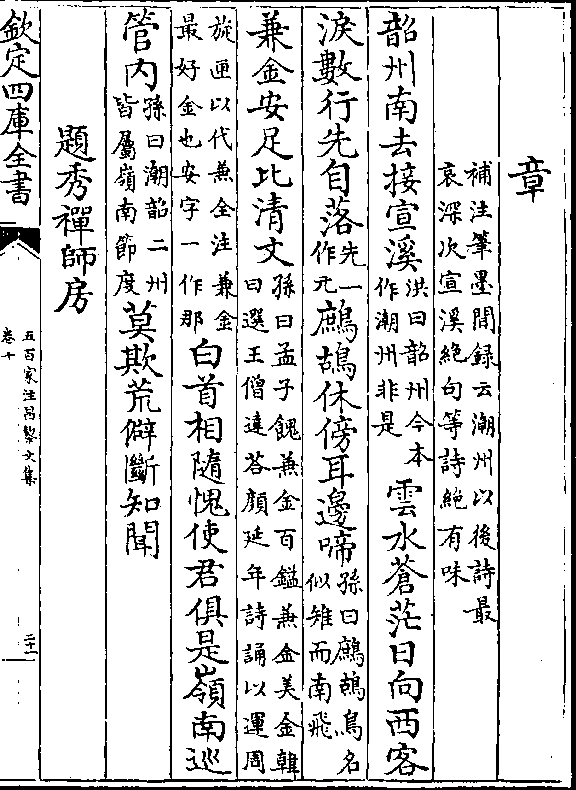 章
補注筆墨間録云潮州以後詩最
哀深次宣溪絶句等詩絶有味
韶州南去接宣溪洪曰韶州今本作潮州非是雲水蒼茫日向西客
淚數行先自落先一作元鷓鴣休傍耳邊啼孫曰鷓鴣鳥名似雉而南飛
兼金安足比清文孫曰孟子餽兼金百鎰兼金美金韓曰選王僧達荅顔延年詩誦以運周
旋匣以代兼金注兼金最好金也安字一作那白首相隨愧使君俱是嶺南巡
管内孫曰潮韶二州皆屬嶺南節度莫欺荒僻斷知聞
題秀禪師房
欽定四庫全書
五百家注昌黎文集
卷十